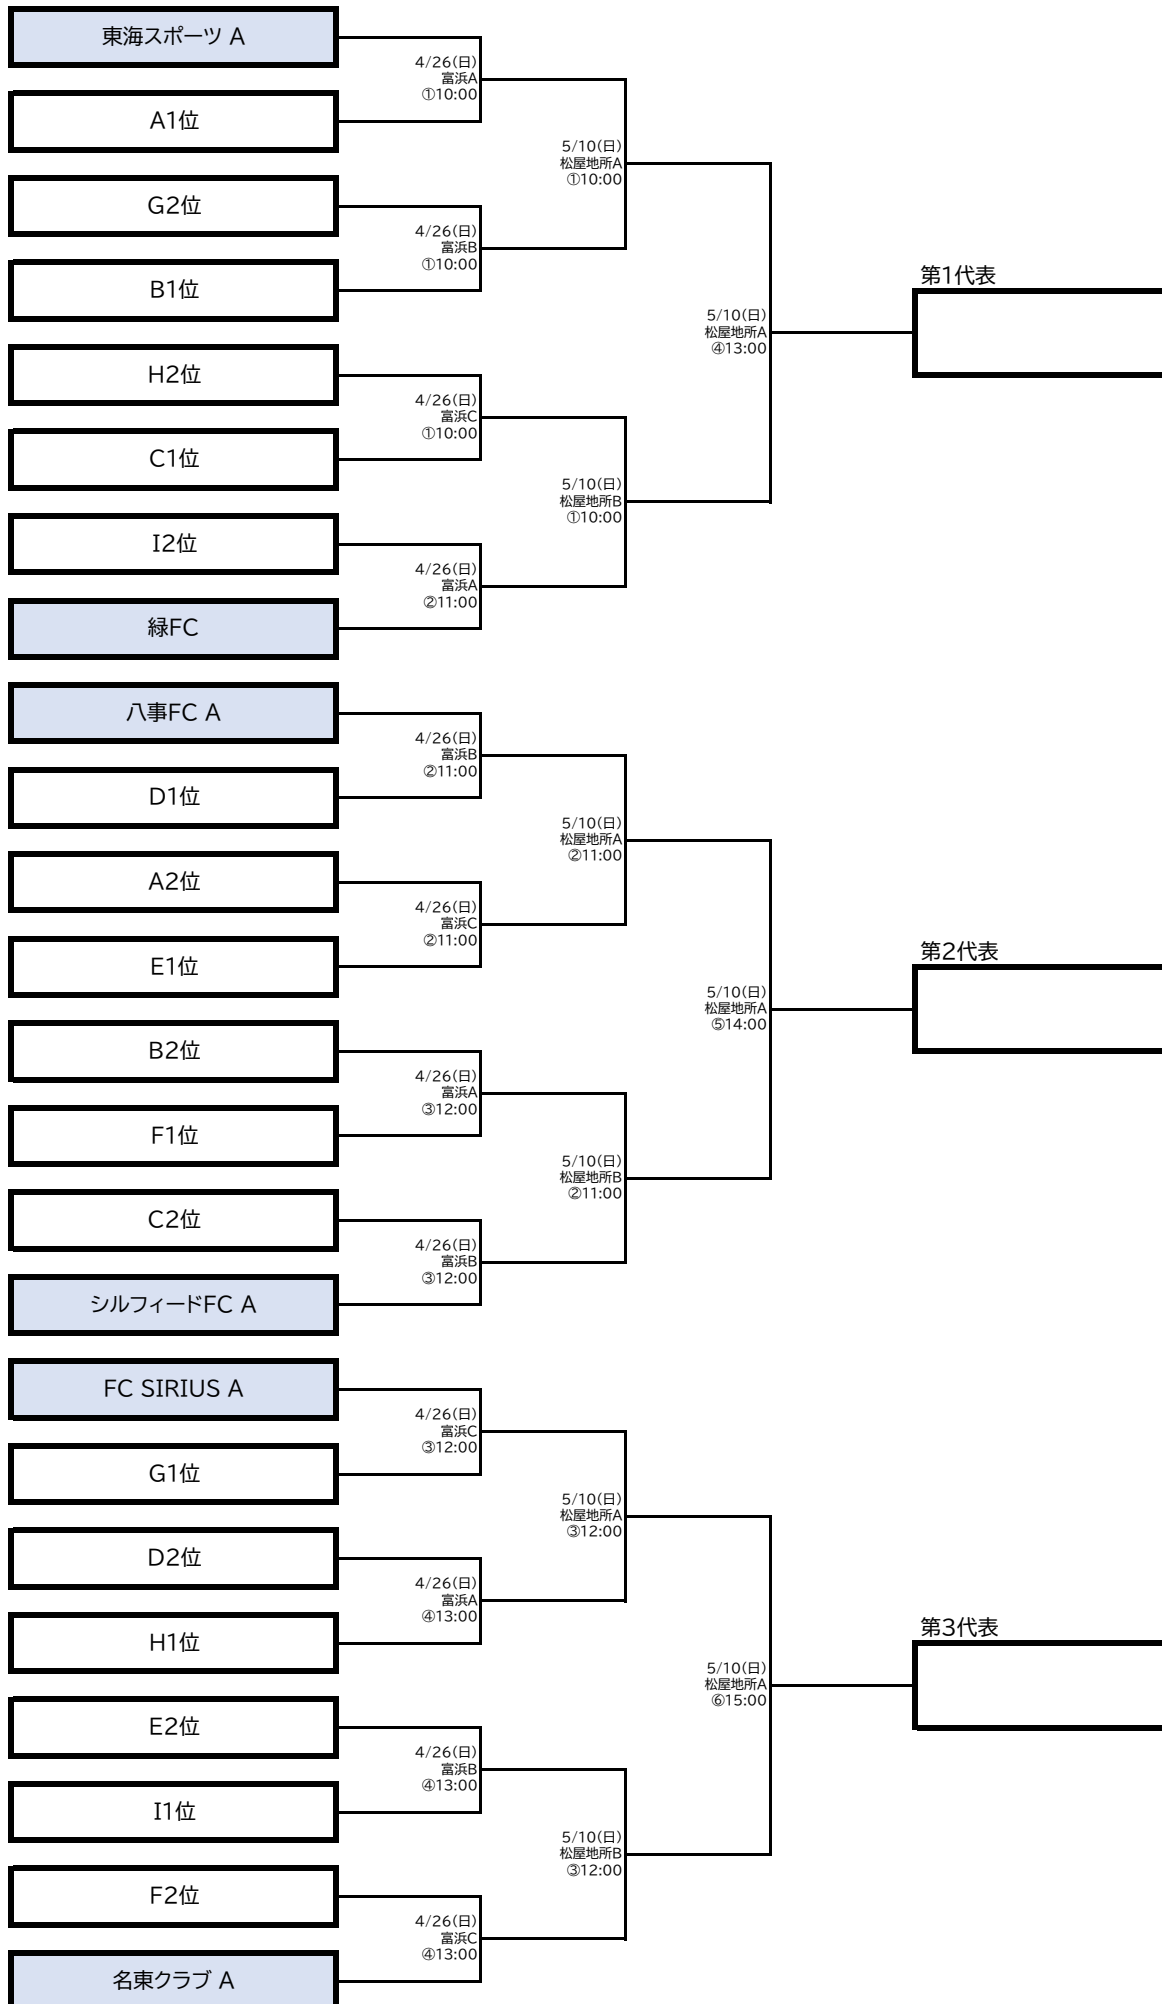 東海スポーツ A
4/26(日)
富浜A
①10:00
A1位
5/10(日)
松屋地所A
①10:00
G2位
4/26(日)
富浜B
①10:00
B1位
第1代表
5/10(日)
松屋地所A
④13:00
H2位
4/26(日)
富浜C
①10:00
C1位
5/10(日)
松屋地所B
①10:00
I2位
4/26(日)
富浜A
②11:00
緑FC
八事FC A
4/26(日)
富浜B
②11:00
D1位
5/10(日)
松屋地所A
②11:00
A2位
4/26(日)
富浜C
②11:00
E1位
第2代表
5/10(日)
松屋地所A
⑤14:00
B2位
4/26(日)
富浜A
③12:00
F1位
5/10(日)
松屋地所B
②11:00
C2位
4/26(日)
富浜B
③12:00
シルフィードFC A
FC SIRIUS A
4/26(日)
富浜C
③12:00
G1位
5/10(日)
松屋地所A
③12:00
D2位
4/26(日)
富浜A
④13:00
H1位
第3代表
5/10(日)
松屋地所A
⑥15:00
E2位
4/26(日)
富浜B
④13:00
I1位
5/10(日)
松屋地所B
③12:00
F2位
4/26(日)
富浜C
④13:00
名東クラブ A